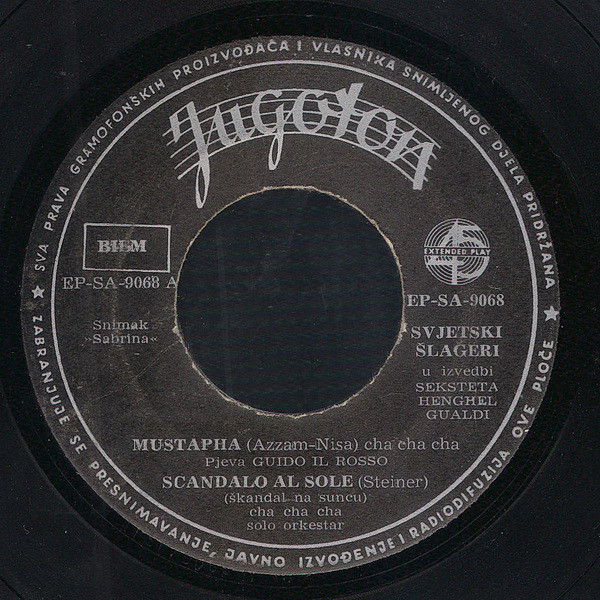 SVA PRAVA GRAMOFONSKIH PROIZVOĐAČA I VLASNIKA SNIMLJENOG DJELA PRIDRŽANA
★ ZABRANJUJE SE PRESNIMAVANJE, JAVNO IZVOĐENJE I RADIODIFUZIJA OVE PLOČE ★
Jugoton
BIEM
EP-SA-9068 A
Snimak
»Sabrina«
45
EXTENDED PLAY
EP-SA-9068
SVJETSKI
ŠLAGERI
u izvedbi
SEKSTETA
HENGHEL
GUALDI
MUSTAPHA (Azzam-Nisa) cha cha cha
Pjeva GUIDO IL ROSSO
SCANDALO AL SOLE (Steiner)
(škandal na suncu)
cha cha cha
solo orkestar